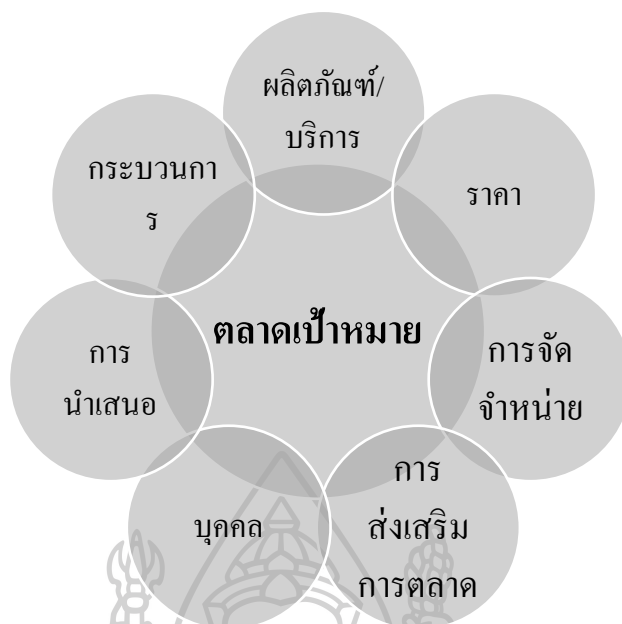 ผลิตภัณฑ์/
บริการ
ราคา
การจัด
จำหน่าย
การ
ส่งเสริม
การตลาด
บุคคล
การ
นำเสนอ
กระบวนกา
ร
ตลาดเป้าหมาย